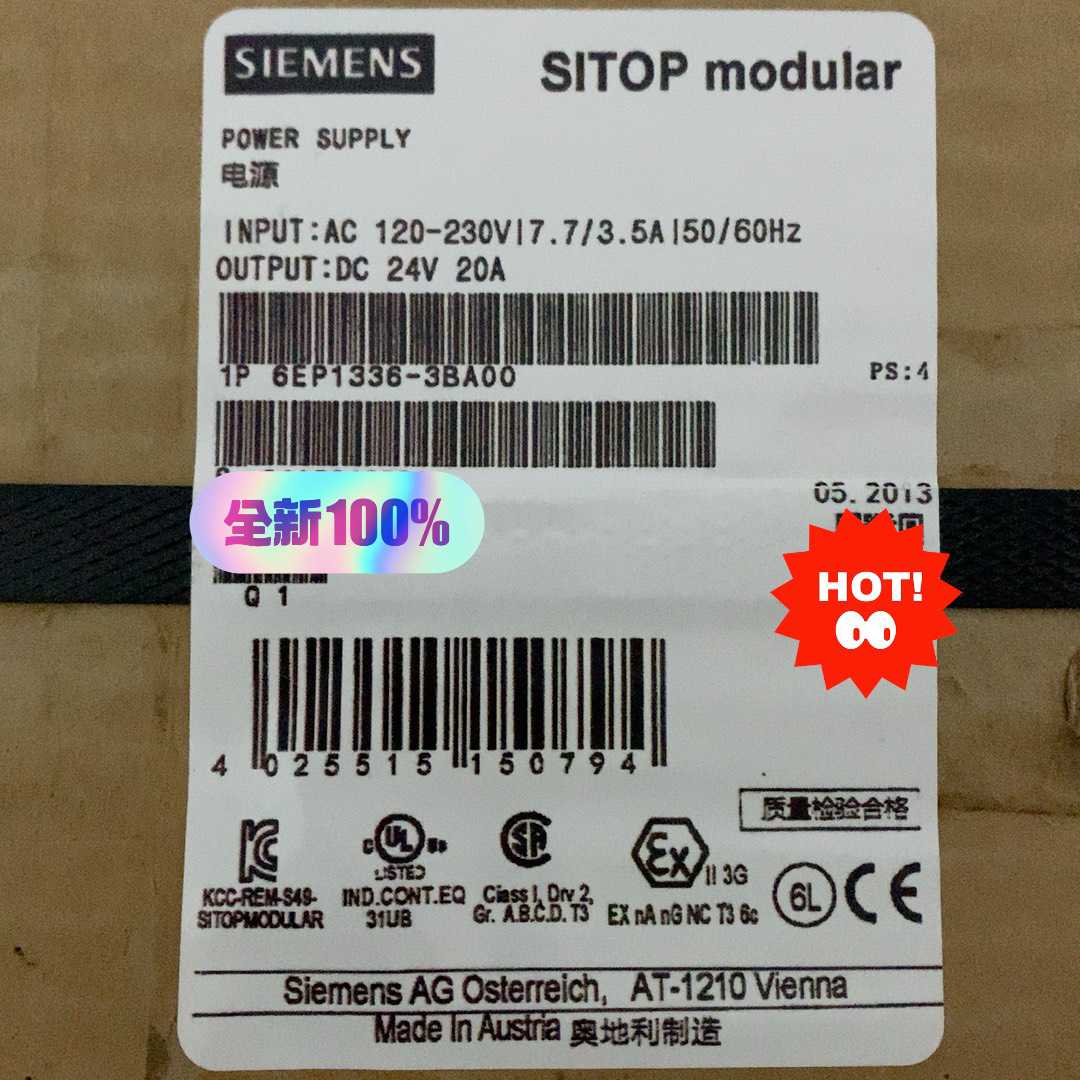 SIEMENS
SITOP modular
POWER SUPPLY
电源
INPUT:AC 120-230V|7.7/3.5A|50/60Hz
OUTPUT:DC 24V 20A
1P 6EP1336-3BA00
PS:4
05.2013
全新100%
HOT!
Q 1
4 025515 150794
质量检验合格
KCC-REM-S49-
SITOPMODULAR
c UL us
LISTED
IND.CONT.EQ
31UB
SA
Class I, Div 2,
Gr. A.B.C.D. T3
Ex II 3G
EX nA nG NC T3 6c
6L
CE
Siemens AG Osterreich, AT-1210 Vienna
Made In Austria 奥地利制造